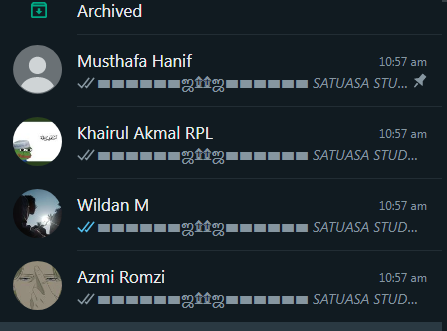 Archived
Musthafa Hanif 10:57 am
■■■■■■ஜ۩۩ஜ■■■■■■ SATUASA STU...
Khairul Akmal RPL 10:57 am
■■■■■■ஜ۩۩ஜ■■■■■■ SATUASA STUD...
Wildan M 10:57 am
■■■■■■ஜ۩۩ஜ■■■■■■ SATUASA STUD...
Azmi Romzi 10:57 am
■■■■■■ஜ۩۩ஜ■■■■■■ SATUASA STUD...